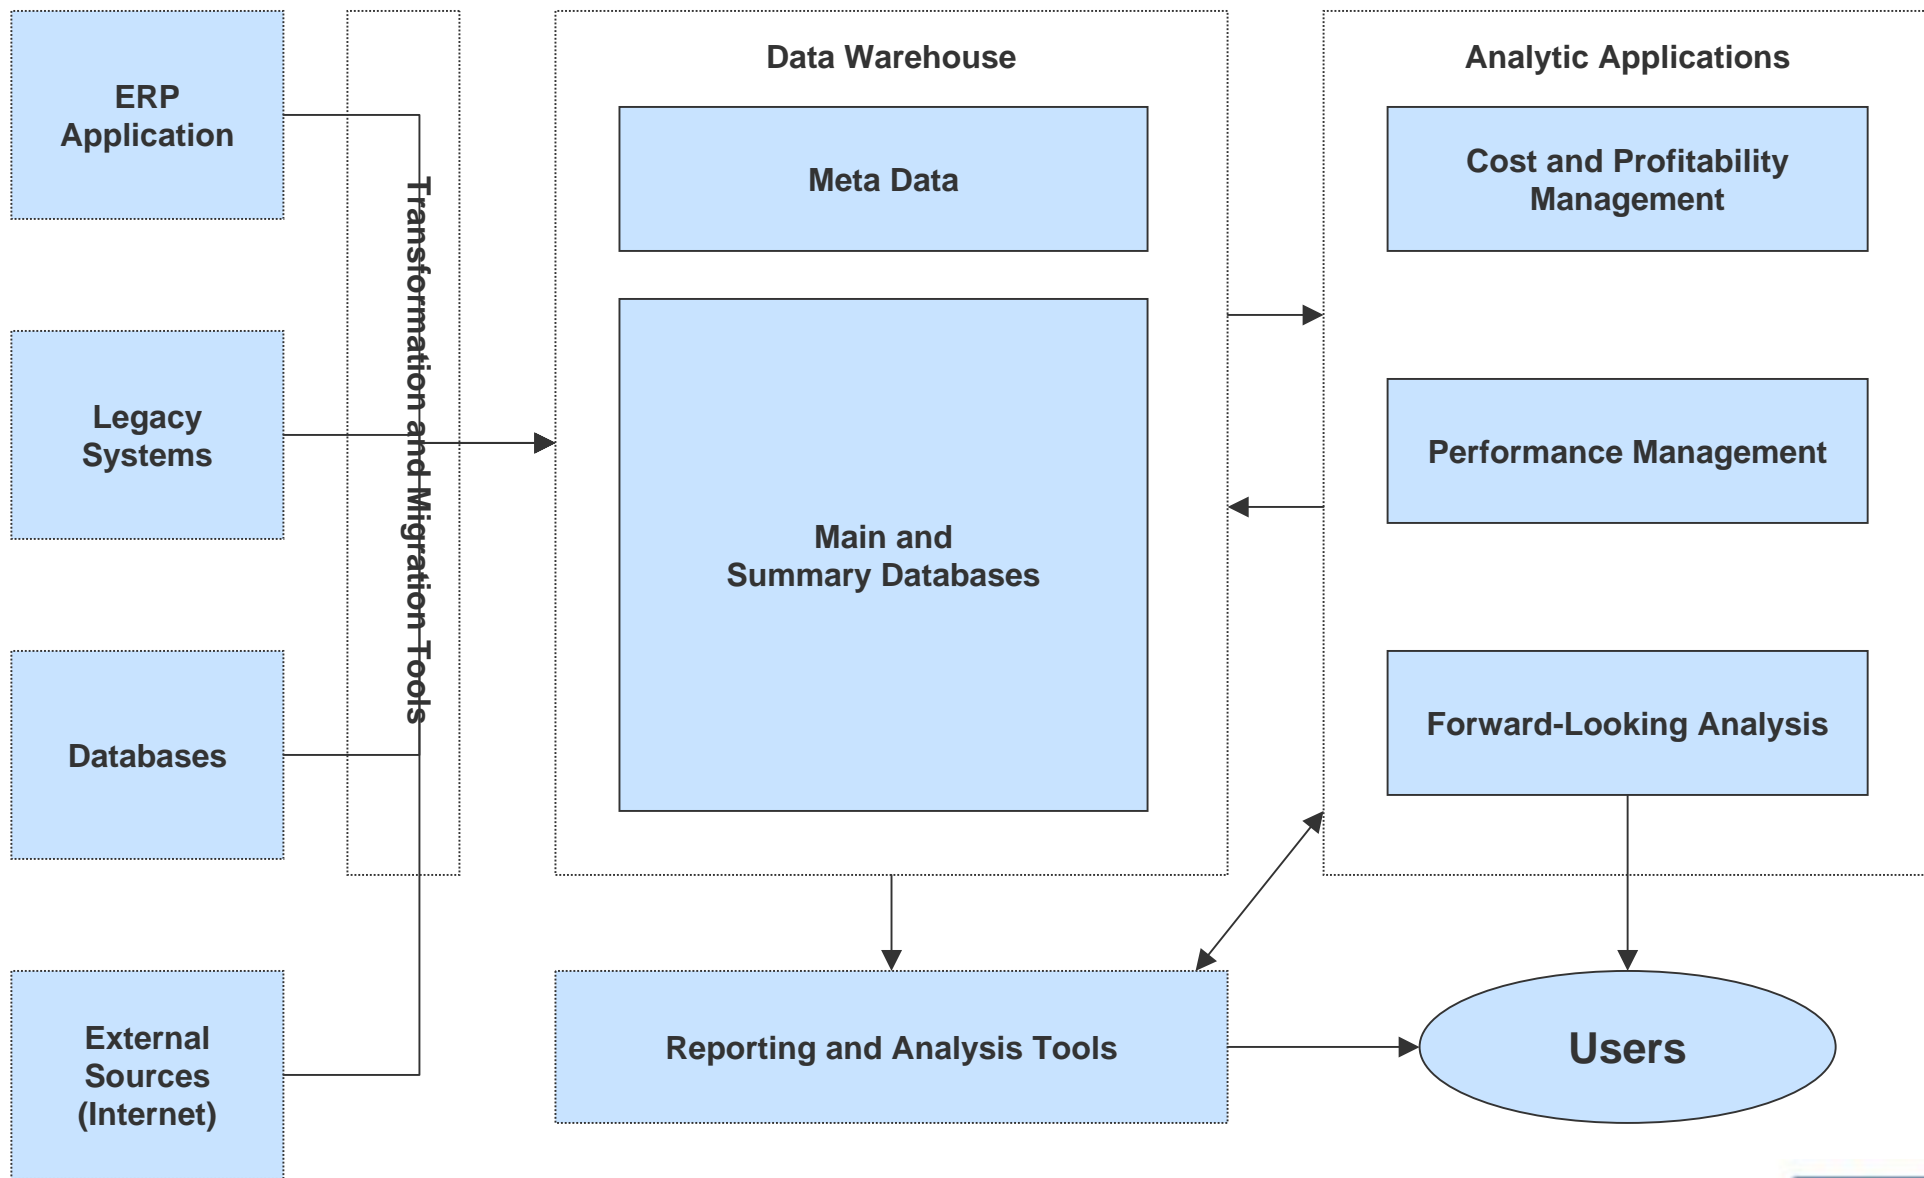 ERP
Application
Legacy
Systems
Databases
External
Sources
(Internet)
Transformation and Migration Tools
Data Warehouse
Meta Data
Main and
Summary Databases
Analytic Applications
Cost and Profitability
Management
Performance Management
Forward-Looking Analysis
Reporting and Analysis Tools
Users